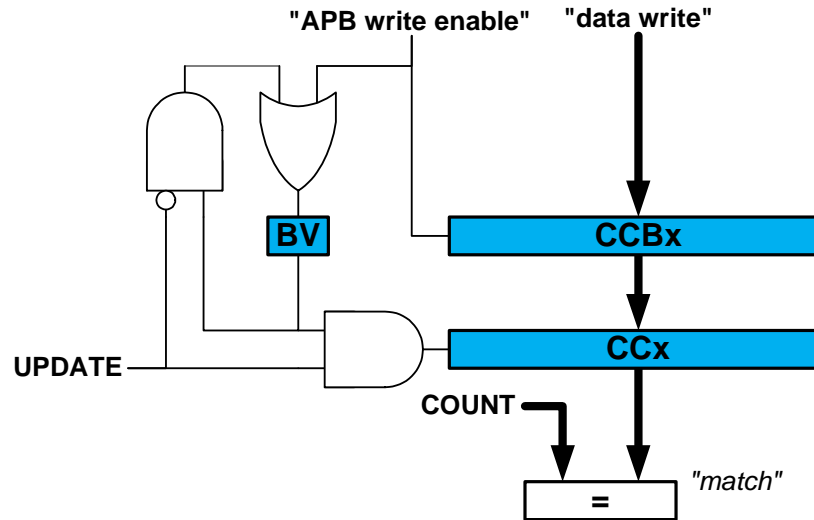 "APB write enable" "data write"
BV
CCBx
CCx
UPDATE
COUNT
"match"
=